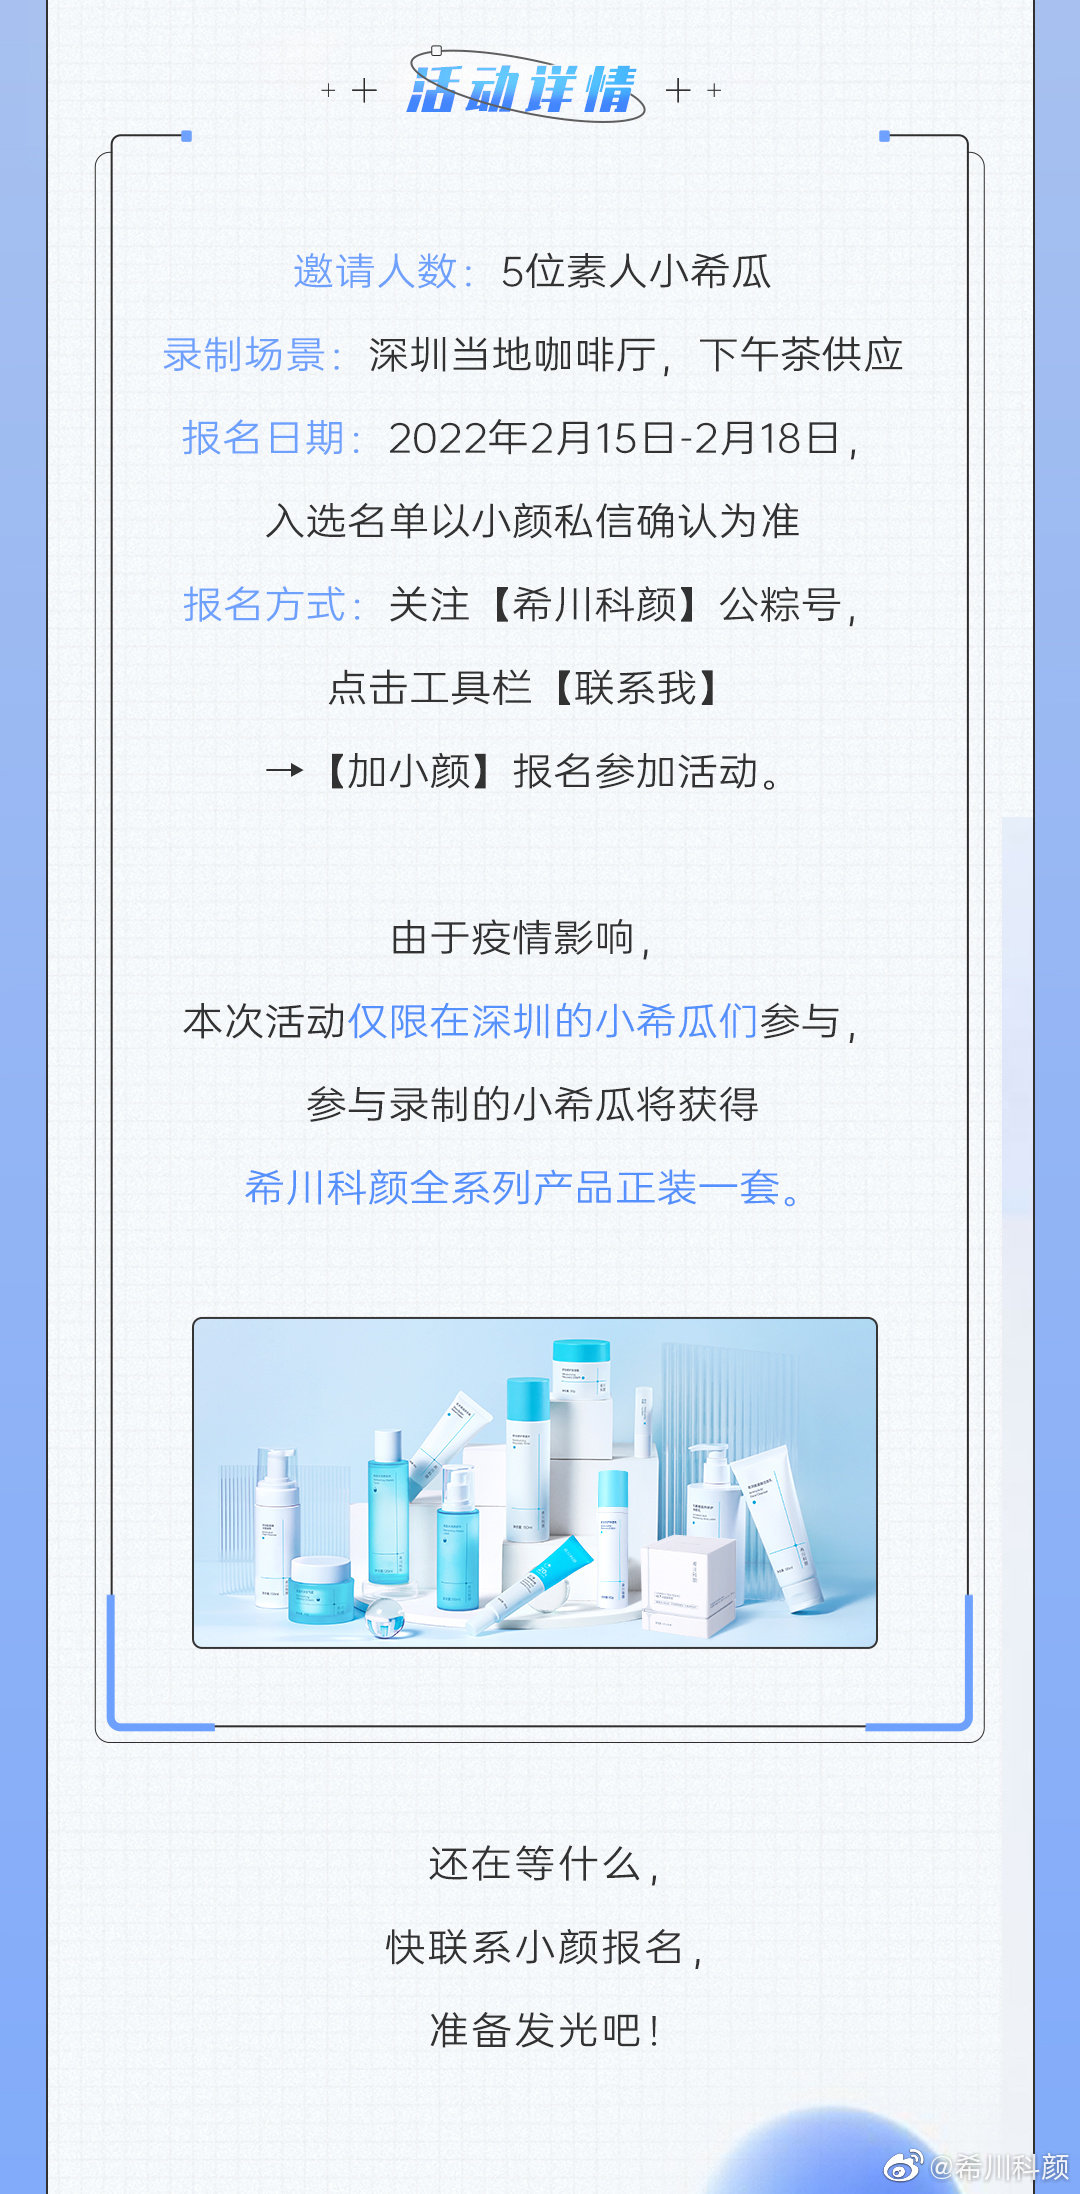 活动详情
邀请人数：5位素人小希瓜
录制场景：深圳当地咖啡厅，下午茶供应
报名日期：2022年2月15日-2月18日，
入选名单以小颜私信确认为准
报名方式：关注【希川科颜】公粽号，
点击工具栏【联系我】
→【加小颜】报名参加活动。
由于疫情影响，
本次活动仅限在深圳的小希瓜们参与，
参与录制的小希瓜将获得
希川科颜全系列产品正装一套。
还在等什么，
快联系小颜报名，
准备发光吧！
@希川科颜